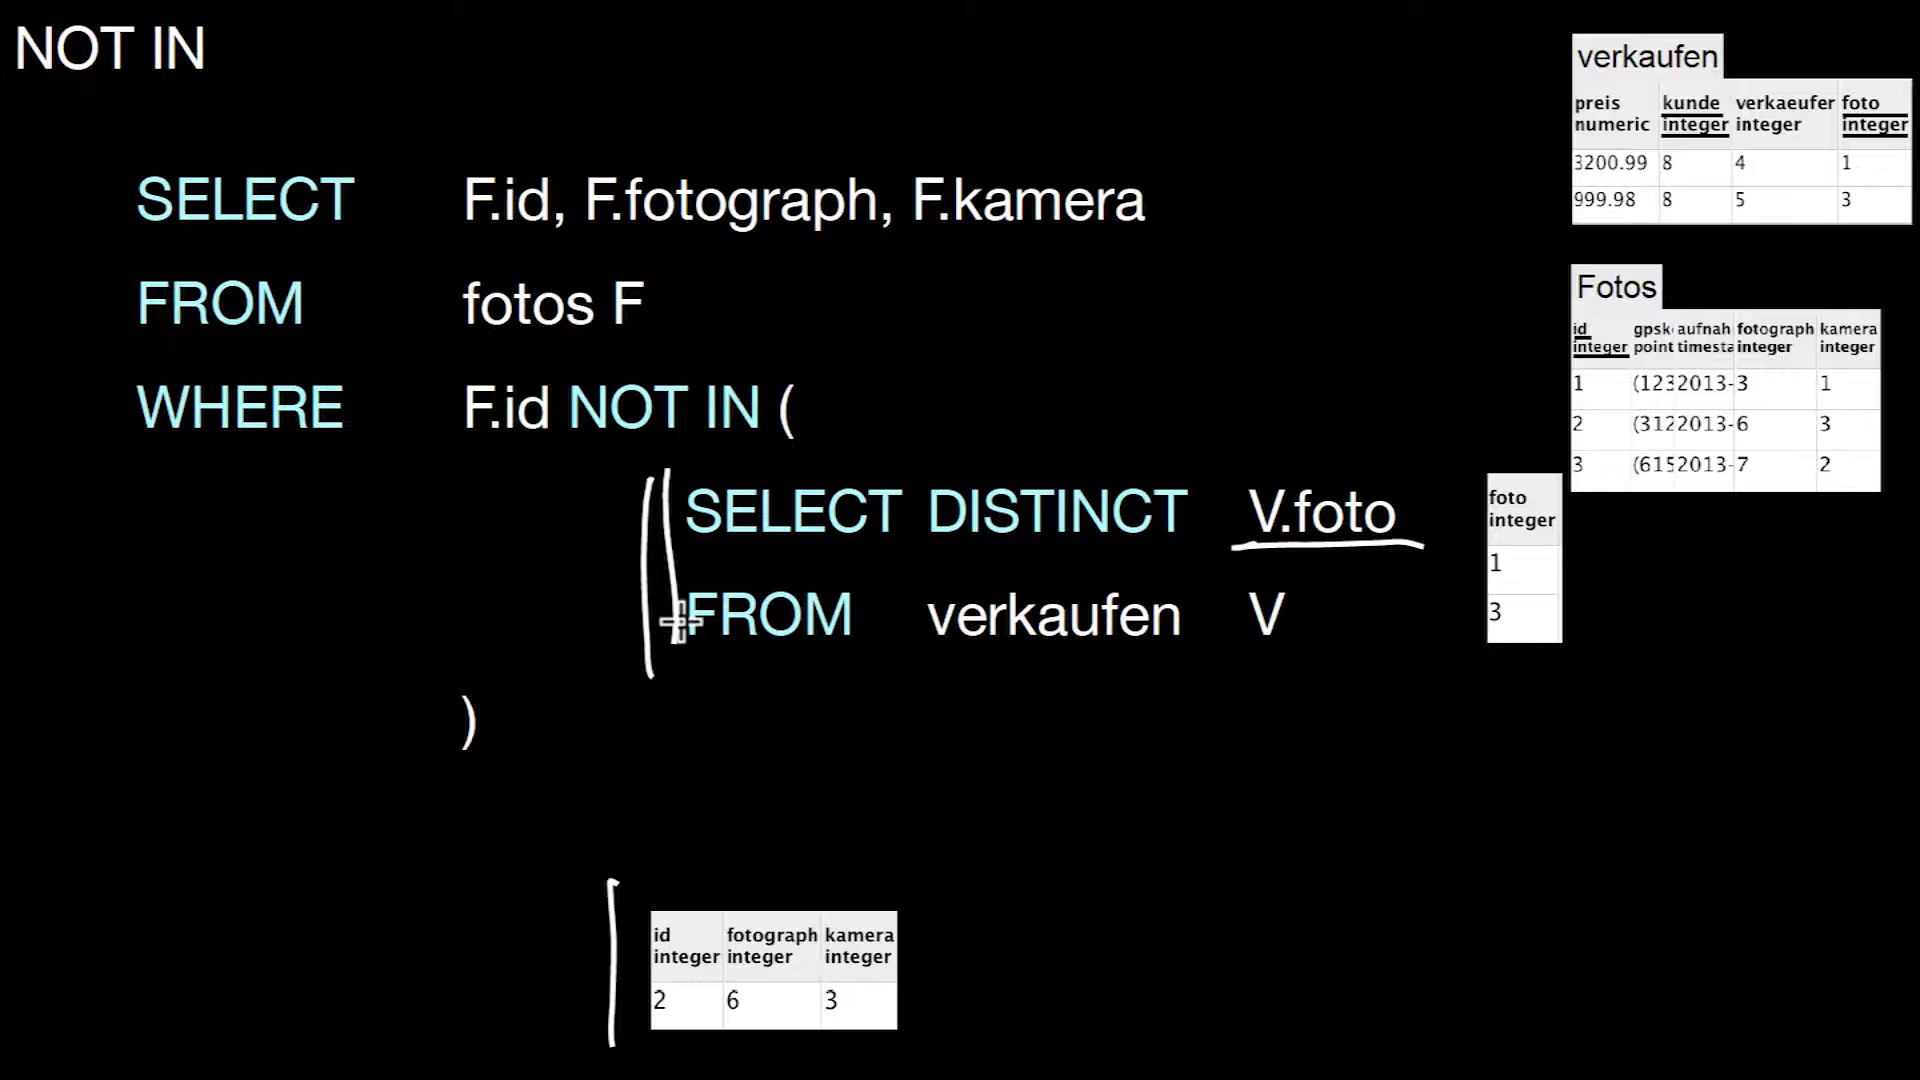 NOT IN
SELECT F.id, F.fotograph, F.kamera
FROM fotos F
WHERE F.id NOT IN (
SELECT DISTINCT V.foto
FROM verkaufen V
)
verkaufen
preis kunde verkaeufer foto
numeric integer integer integer
3200.99 8 4 1
999.98 8 5 3
Fotos
id gpsk aufnah fotograph kamera
integer point timesta integer integer
1 (123 2013- 3 1
2 (312 2013- 6 3
3 (615 2013- 7 2
foto
integer
1
3
id fotograph kamera
integer integer integer
2 6 3